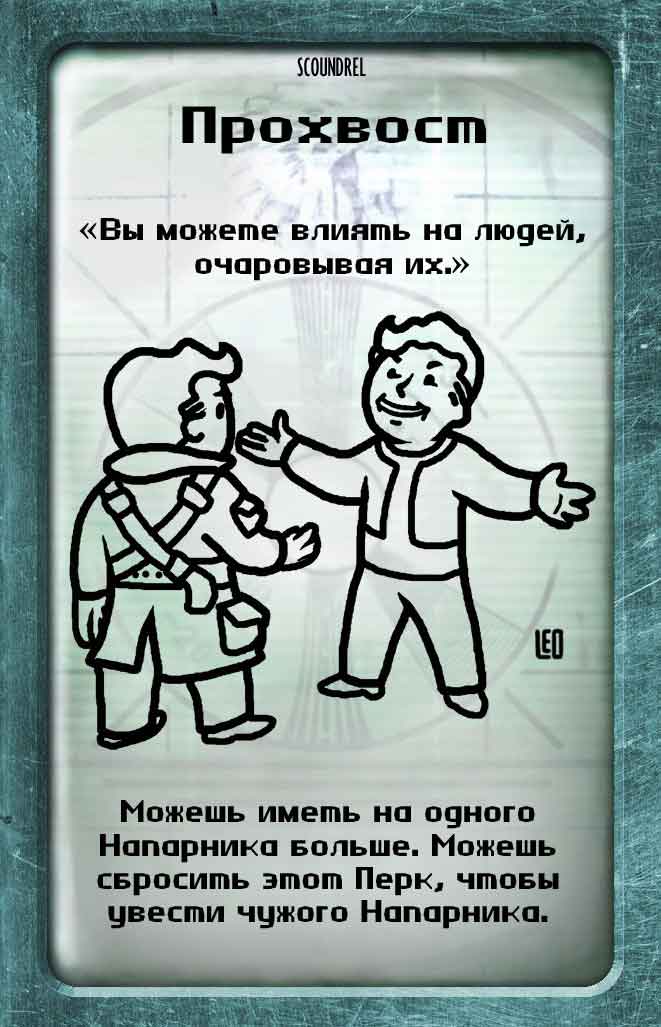 SCOUNDREL
Прохвост
«Вы можете влиять на людей,
очаровывая их.»
LEO
Можешь иметь на одного
Напарника больше. Можешь
сбросить этот Перк, чтобы
увести чужого Напарника.